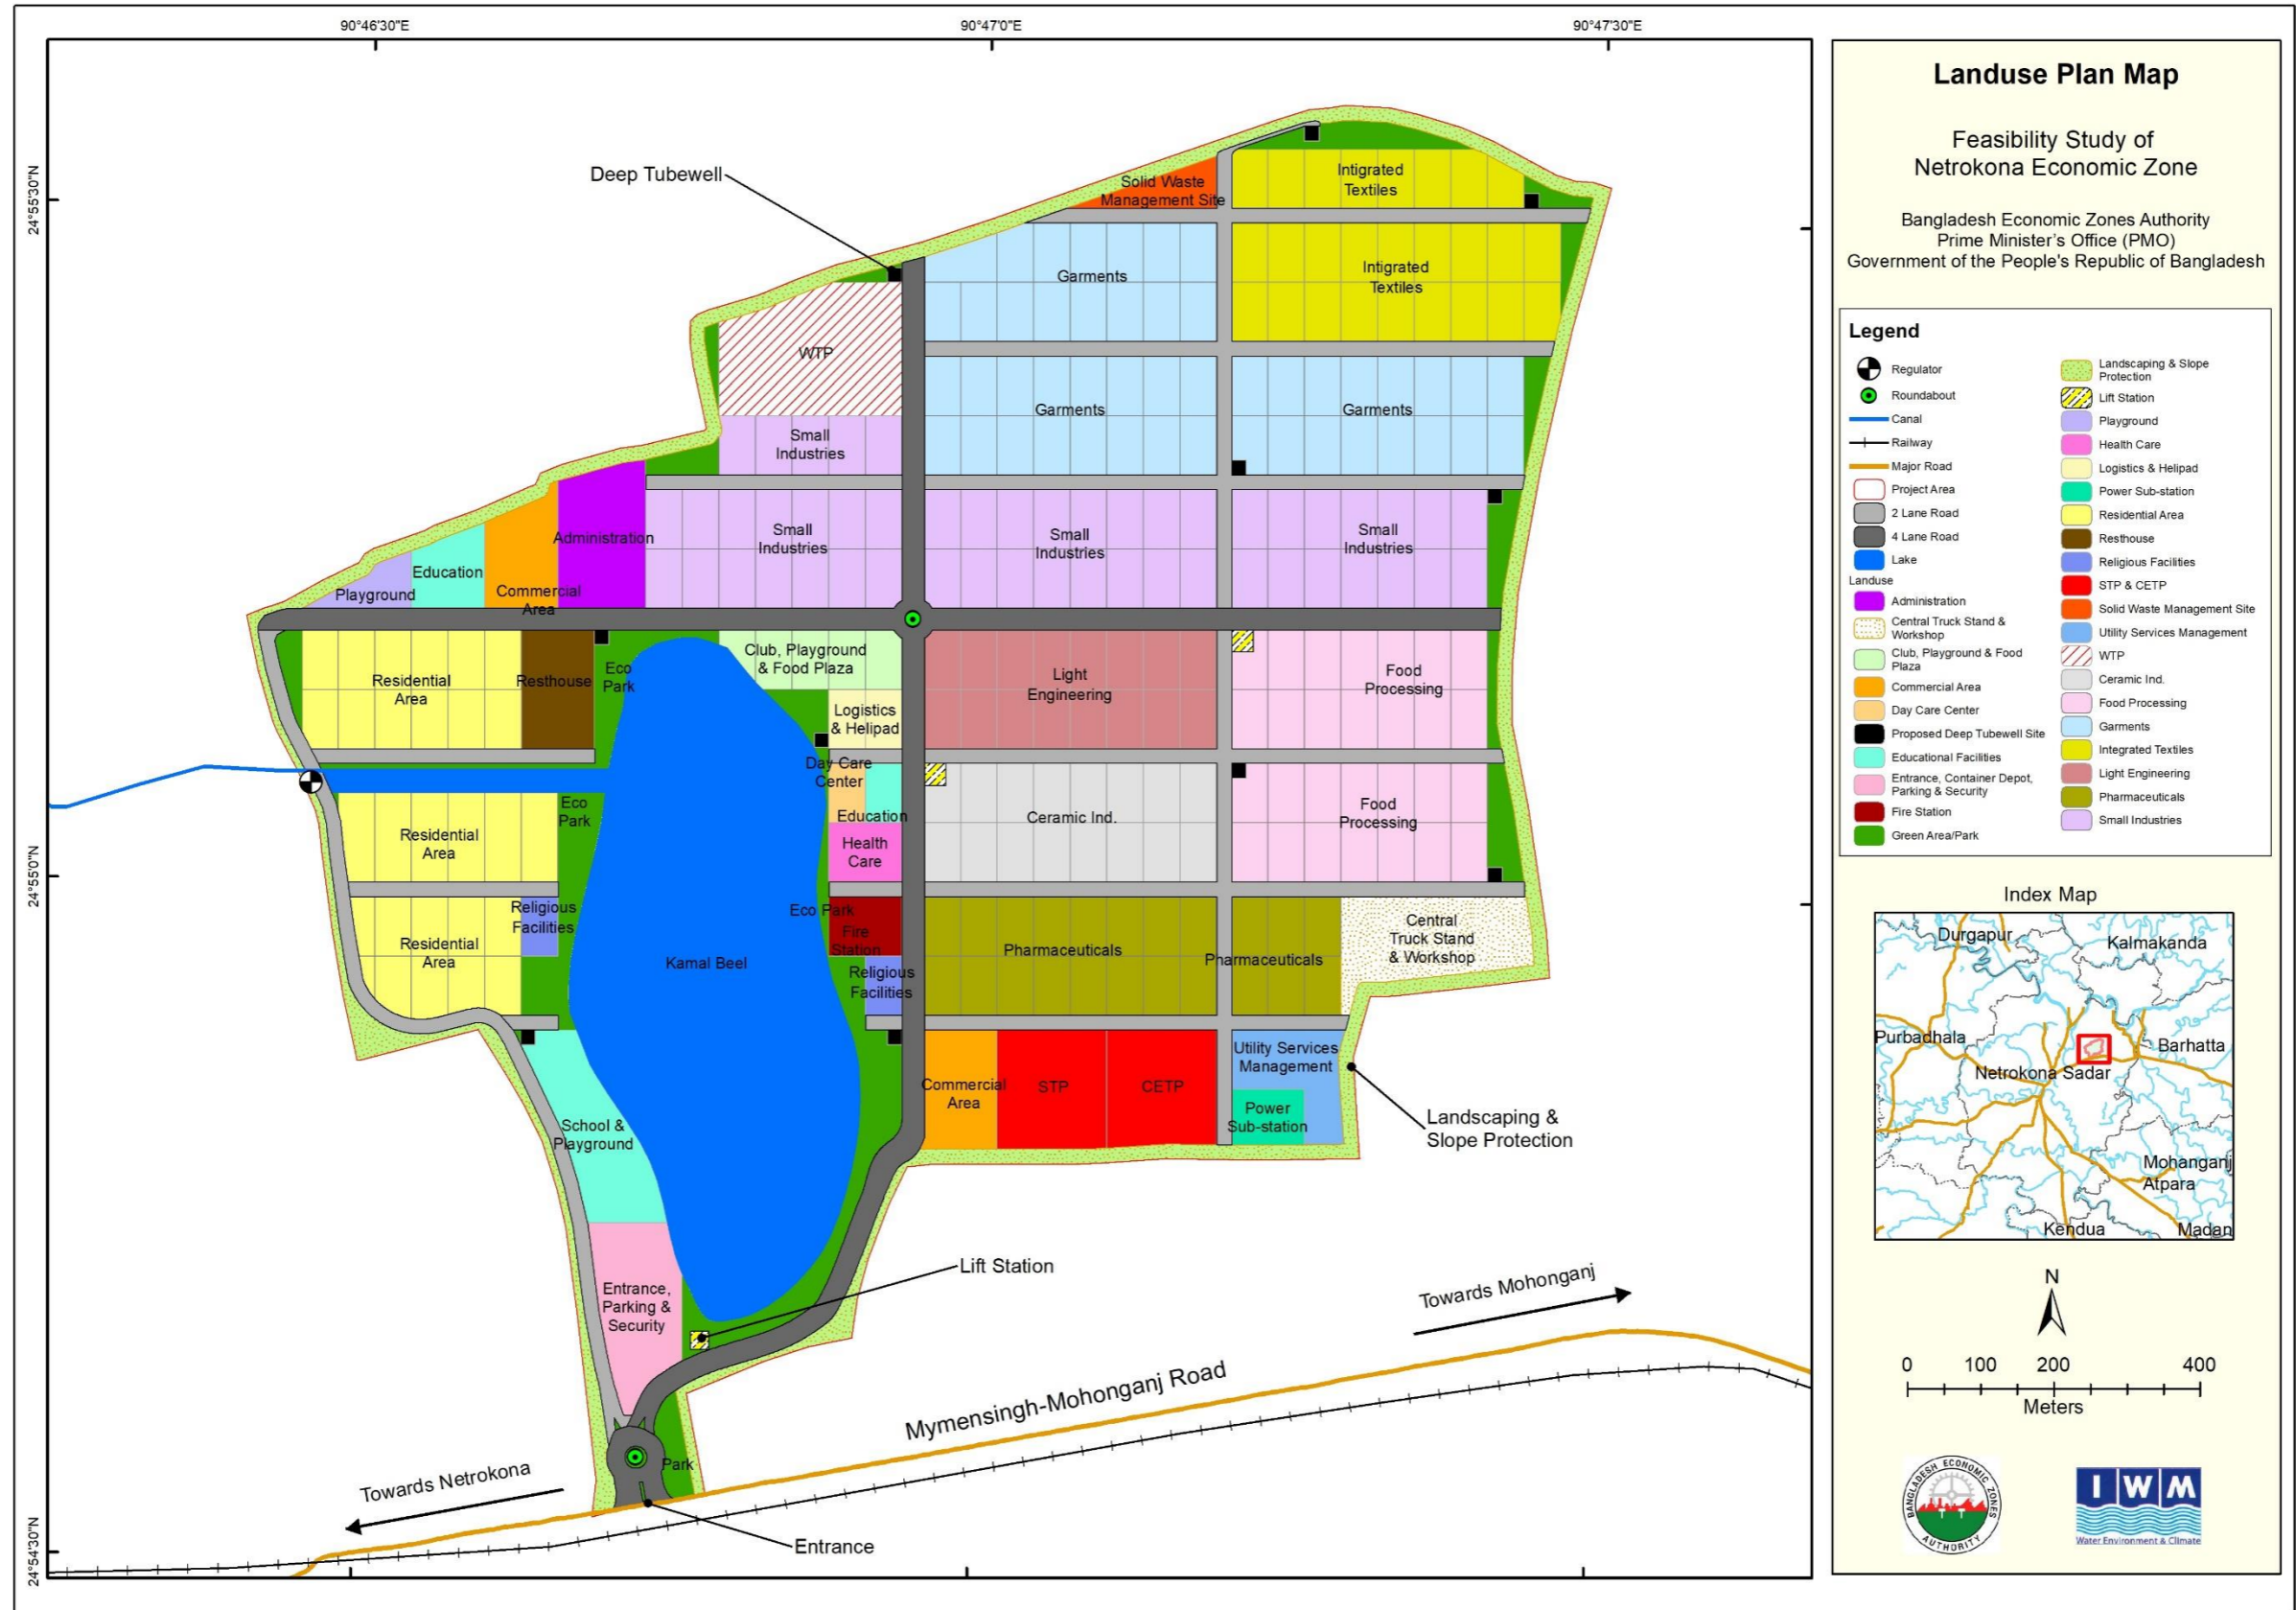 90°46'30"E
90°47'0"E
90°47'30"E
24°55'30"N
24°55'0"N
24°54'30"N
Deep Tubewell
Solid Waste
Management Site
Intigrated
Textiles
Garments
Intigrated
Textiles
WTP
Garments
Garments
Small
Industries
Administration
Small
Industries
Small
Industries
Small
Industries
Education
Playground
Commercial
Area
Residential
Area
Resthouse
Eco
Park
Club, Playground
& Food Plaza
Light
Engineering
Food
Processing
Logistics
& Helipad
Day Care
Center
Education
Eco
Park
Residential
Area
Ceramic Ind.
Food
Processing
Health
Care
Religious
Facilities
Residential
Area
Kamal Beel
Eco Park
Fire
Station
Religious
Facilities
Pharmaceuticals
Pharmaceuticals
Central
Truck Stand
& Workshop
Commercial
Area
STP
CETP
Utility Services
Management
Power
Sub-station
School &
Playground
Landscaping &
Slope Protection
Lift Station
Entrance,
Parking &
Security
Towards Mohonganj
Mymensingh-Mohonganj Road
Park
Towards Netrokona
Entrance
Landuse Plan Map
Feasibility Study of
Netrokona Economic Zone
Bangladesh Economic Zones Authority
Prime Minister's Office (PMO)
Government of the People's Republic of Bangladesh
Legend
Regulator
Roundabout
Canal
Railway
Major Road
Project Area
2 Lane Road
4 Lane Road
Lake
Landuse
Administration
Central Truck Stand &
Workshop
Club, Playground & Food
Plaza
Commercial Area
Day Care Center
Proposed Deep Tubewell Site
Educational Facilities
Entrance, Container Depot,
Parking & Security
Fire Station
Green Area/Park
Landscaping & Slope
Protection
Lift Station
Playground
Health Care
Logistics & Helipad
Power Sub-station
Residential Area
Resthouse
Religious Facilities
STP & CETP
Solid Waste Management Site
Utility Services Management
WTP
Ceramic Ind.
Food Processing
Garments
Integrated Textiles
Light Engineering
Pharmaceuticals
Small Industries
Index Map
Durgapur
Kalmakanda
Purbadhala
Barhatta
Netrokona Sadar
Mohanganj
Atpara
Kendua
Madan
N
0 100 200 400
Meters
BANGLADESH ECONOMIC ZONES
AUTHORITY
IWM
Water Environment & Climate